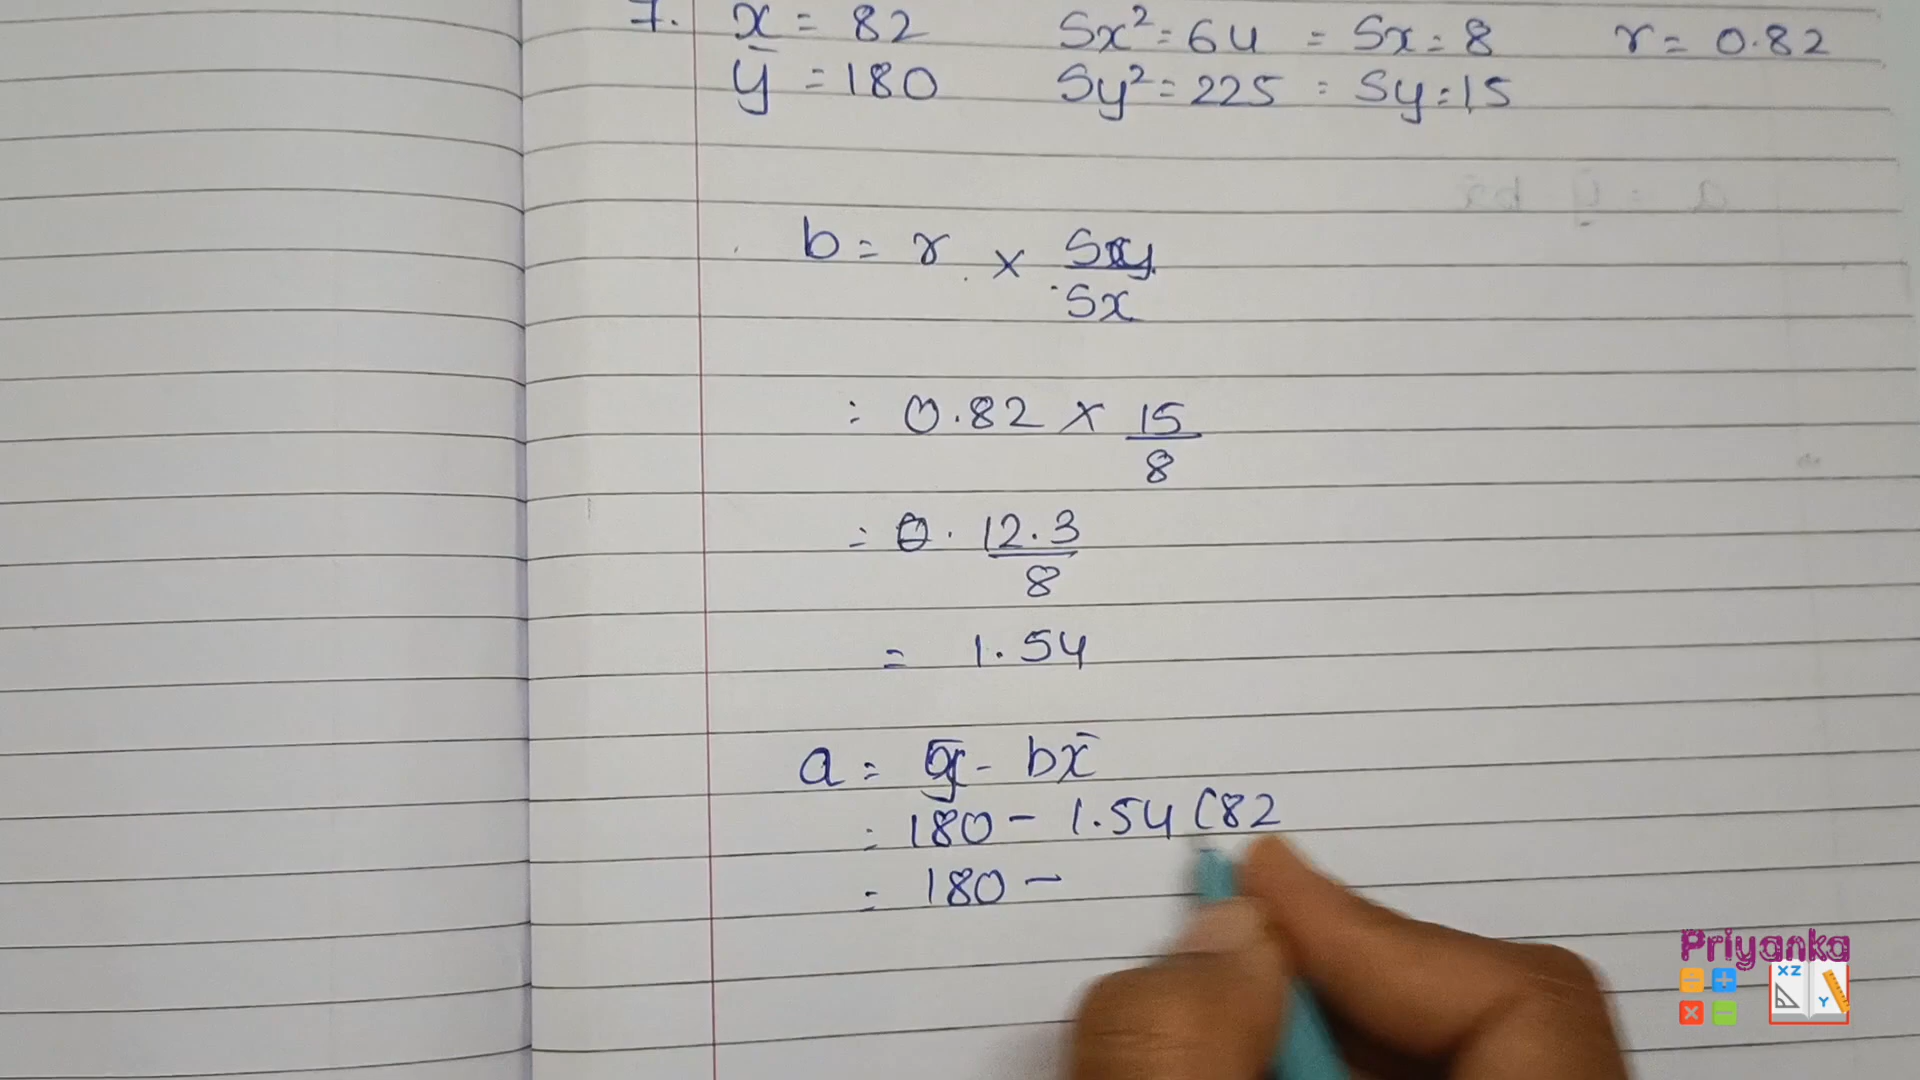 7. x̄ = 82 Sx² = 64 = Sx = 8 r = 0.82
ȳ = 180 Sy² = 225 = Sy = 15
b = r × Sy/Sx
= 0.82 × 15/8
= 12.3/8
= 1.54
a = ȳ - bx̄
= 180 - 1.54 (82
= 180 -
Priyanka
XZ
Y